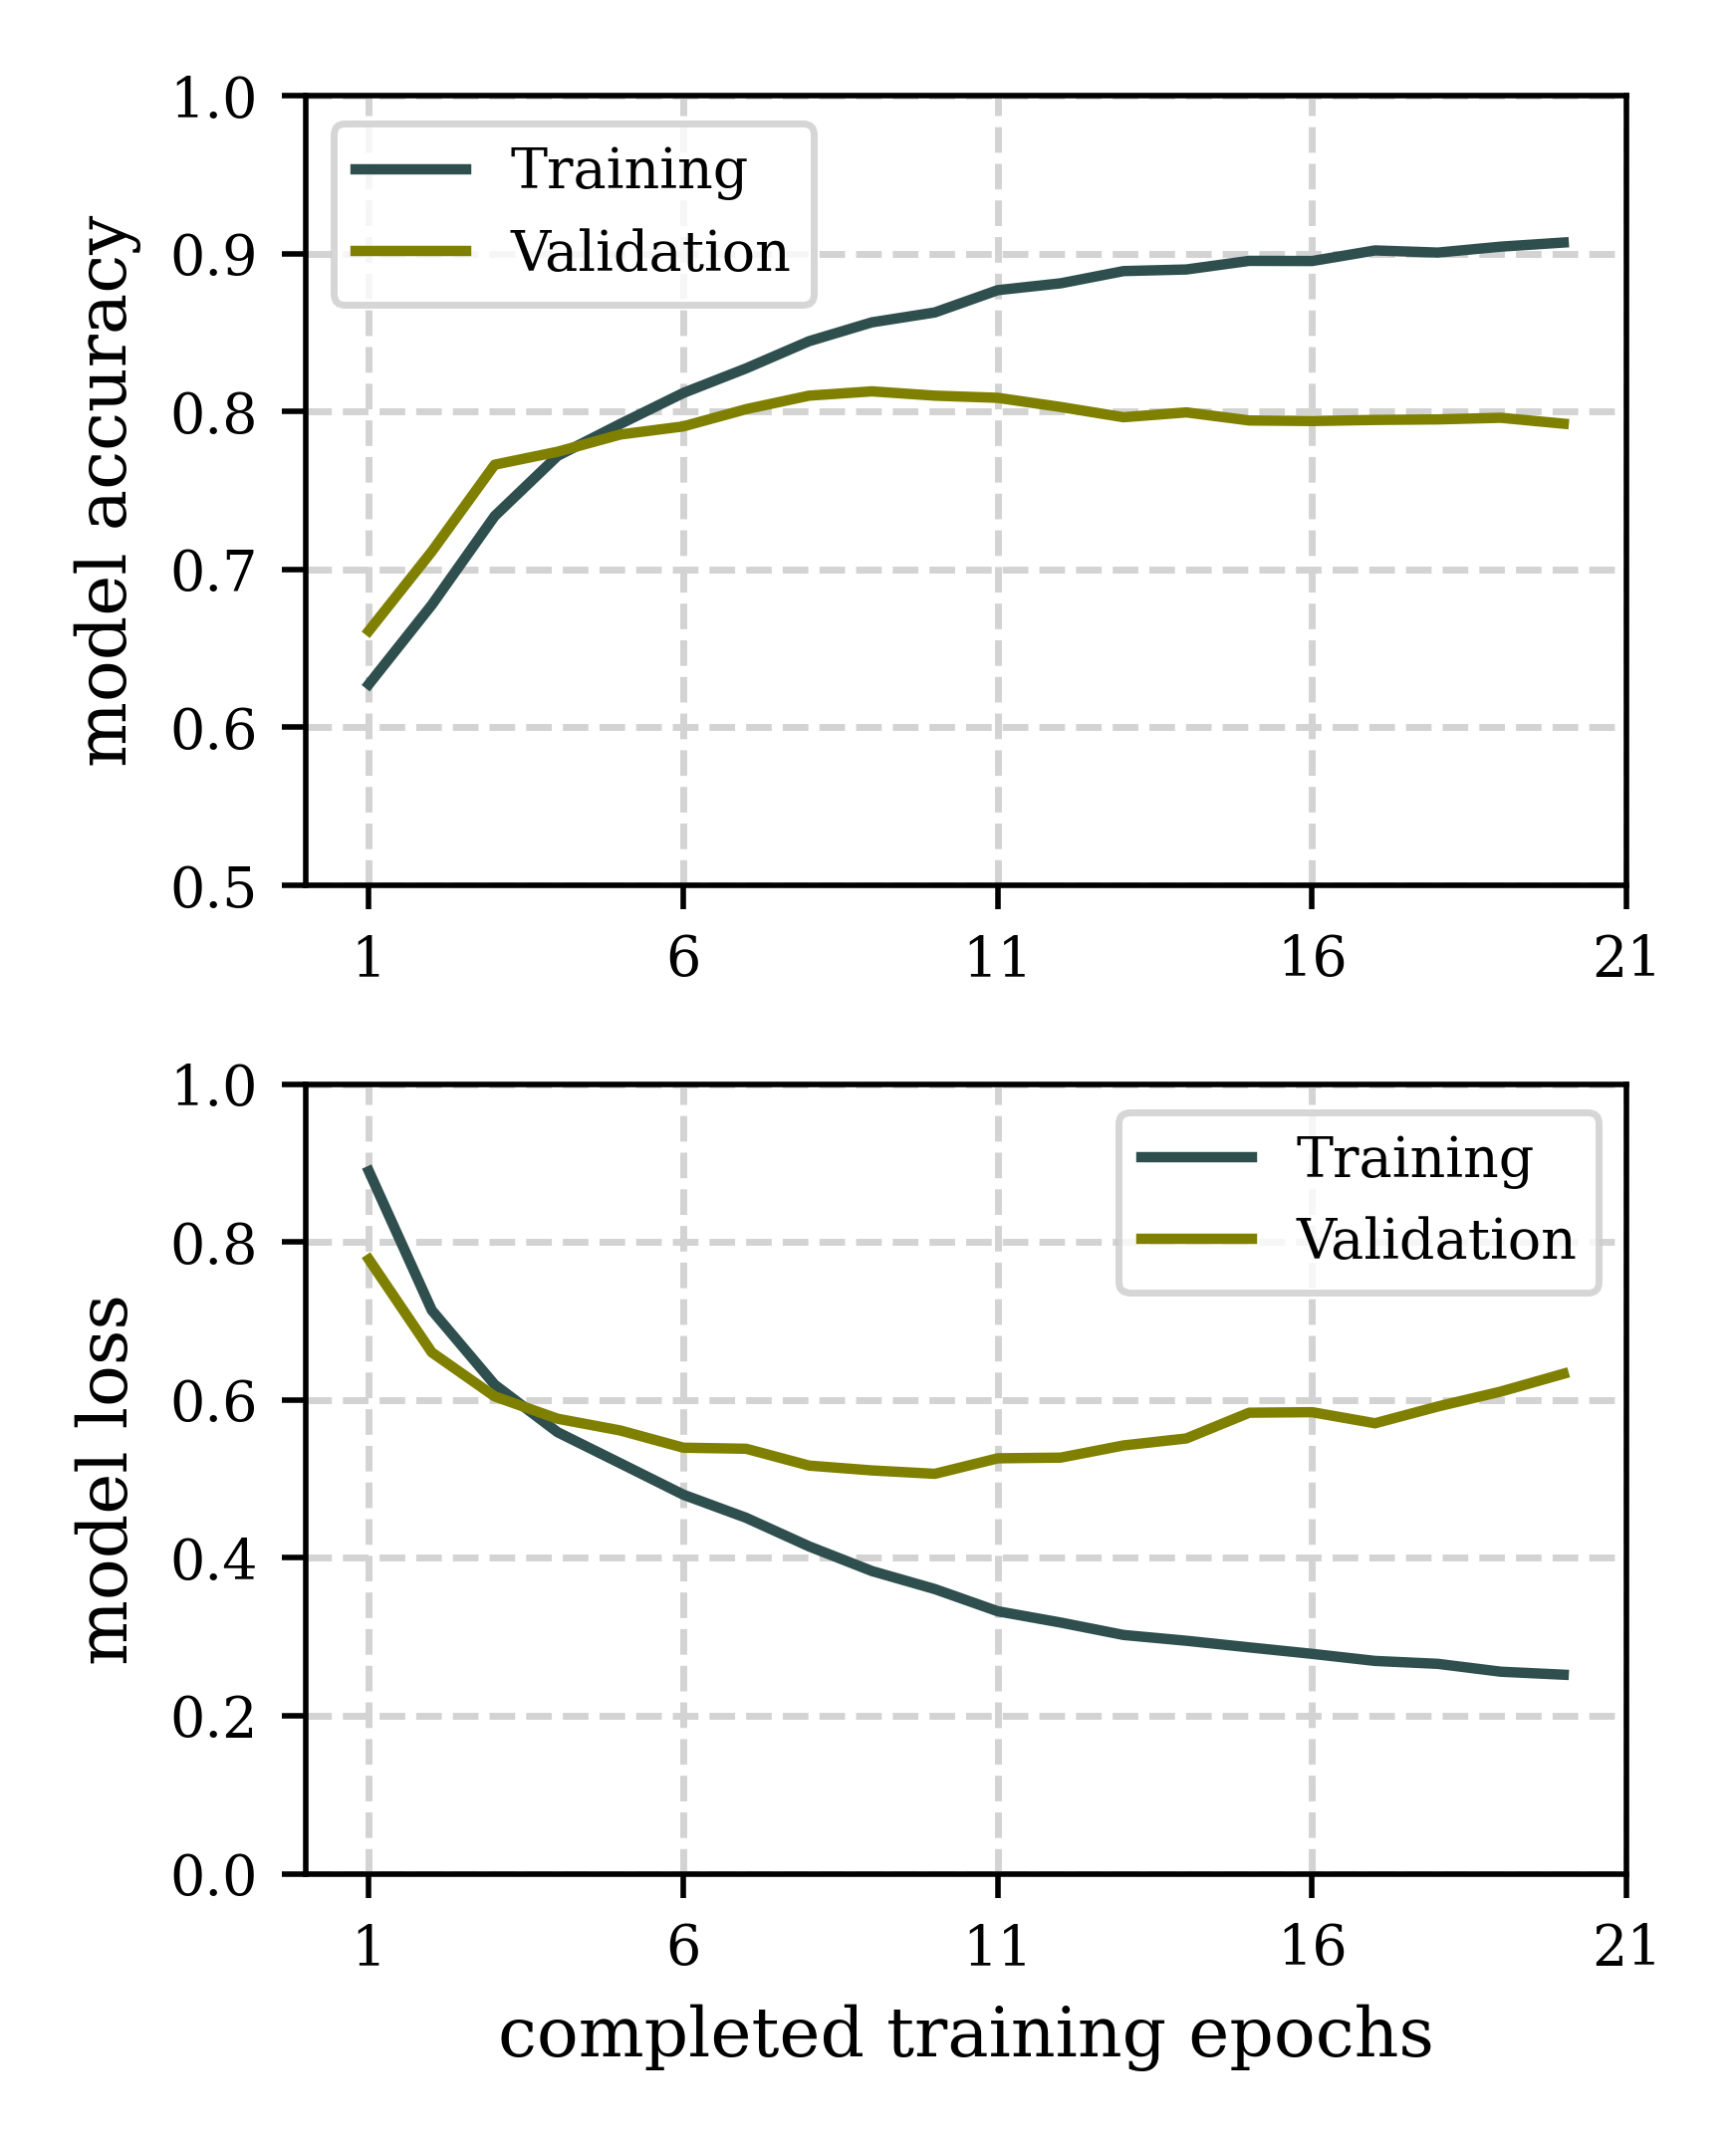 model accuracy
1.0
0.9
0.8
0.7
0.6
0.5
Training
Validation
1 6 11 16 21
model loss
1.0
0.8
0.6
0.4
0.2
0.0
Training
Validation
1 6 11 16 21
completed training epochs